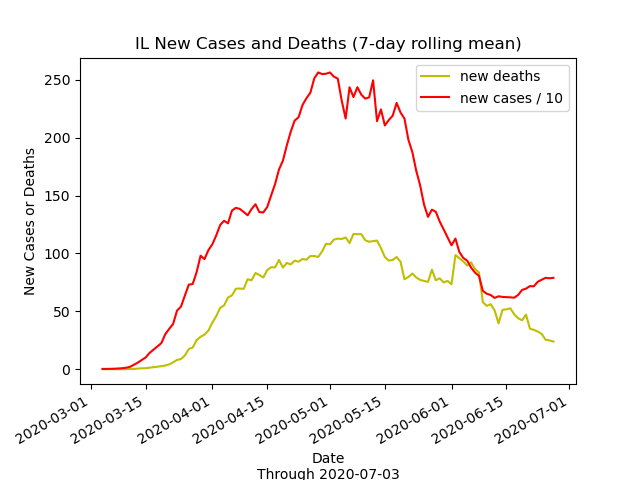 IL New Cases and Deaths (7-day rolling mean)
new deaths
new cases / 10
250
200
150
100
50
0
New Cases or Deaths
2020-03-01
2020-03-15
2020-04-01
2020-04-15
2020-05-01
2020-05-15
2020-06-01
2020-06-15
2020-07-01
Date
Through 2020-07-03